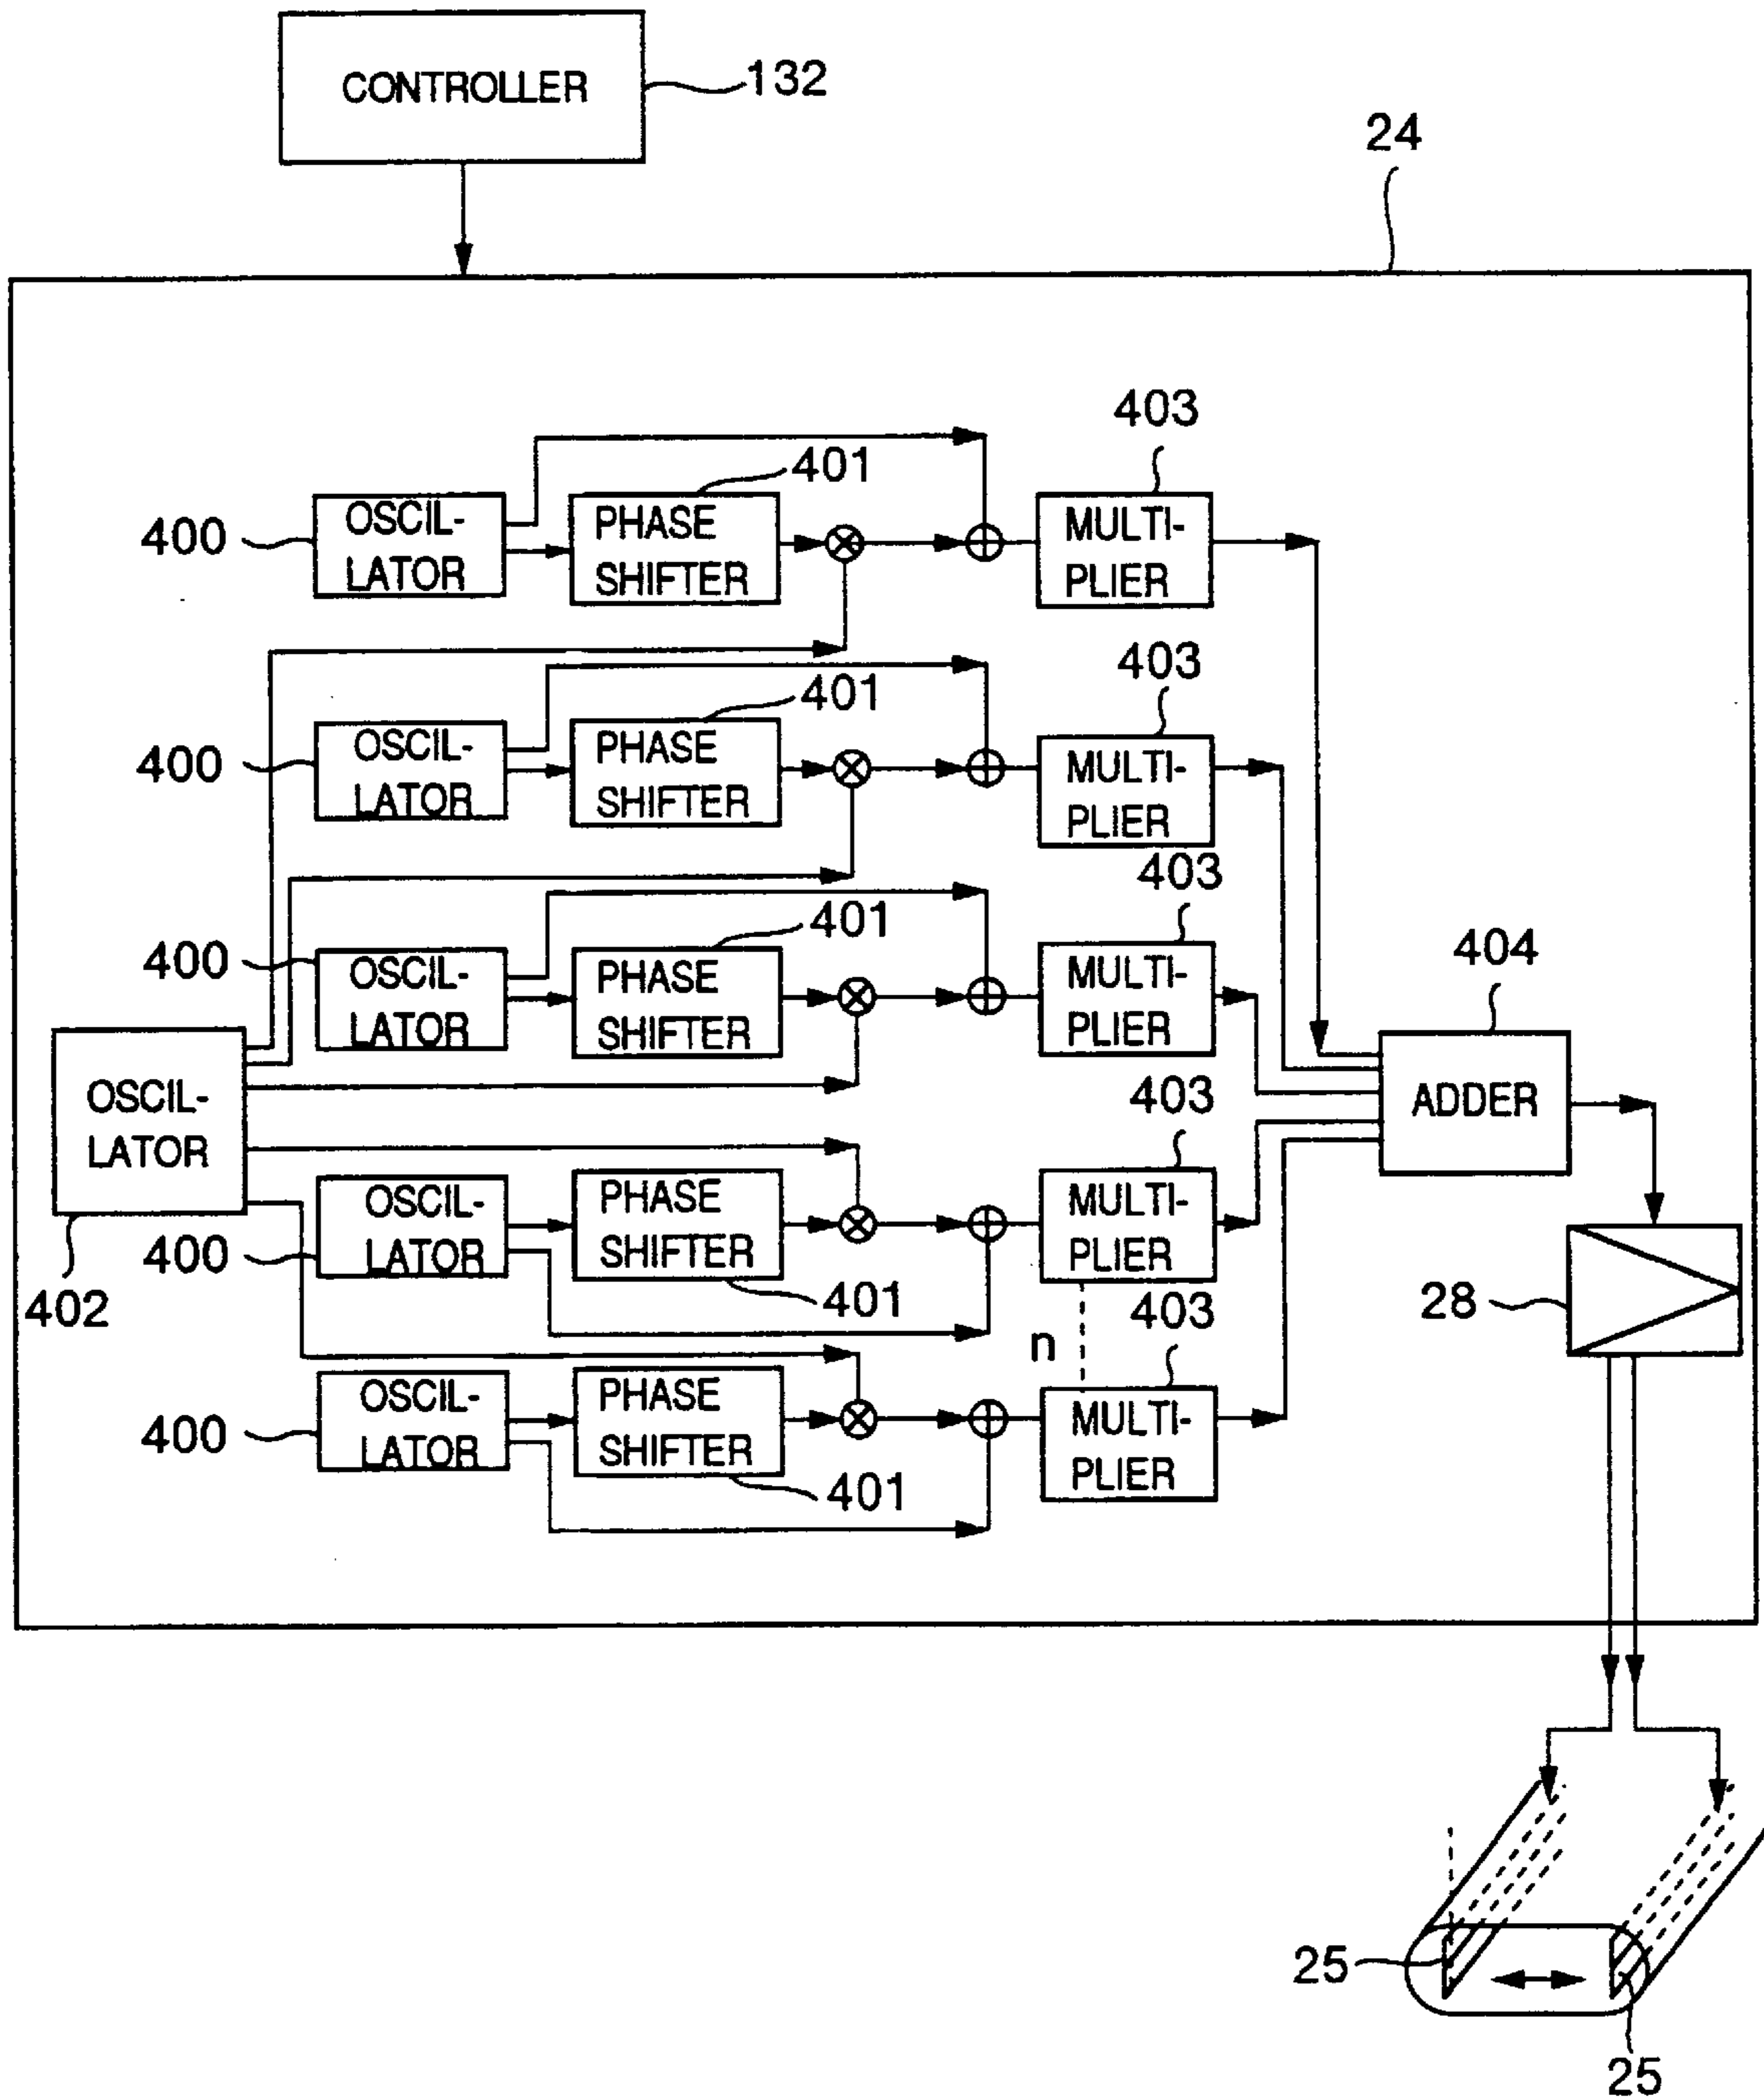 CONTROLLER
132
24
403
401
400
OSCIL-
LATOR
PHASE
SHIFTER
MULTI-
PLIER
403
401
400
OSCIL-
LATOR
PHASE
SHIFTER
MULTI-
PLIER
403
401
400
OSCIL-
LATOR
PHASE
SHIFTER
MULTI-
PLIER
404
OSCIL-
LATOR
402
ADDER
403
400
OSCIL-
LATOR
PHASE
SHIFTER
401
MULTI-
PLIER
28
403
n
400
OSCIL-
LATOR
PHASE
SHIFTER
401
MULTI-
PLIER
25
25